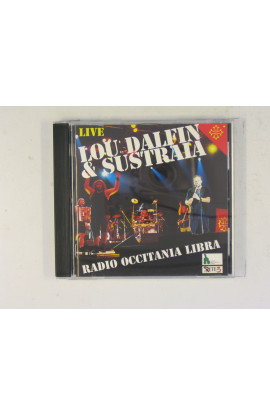 LIVE
LOU DALFIN
& SUSTRAIA
RADIO OCCITANIA LIBRA